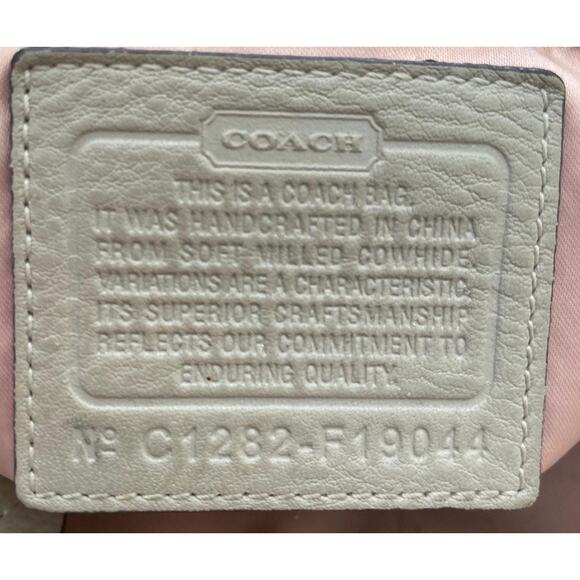 COACH
THIS IS A COACH BAG.
IT WAS HANDCRAFTED IN CHINA
FROM SOFT MILLED COWHIDE.
VARIATIONS ARE A CHARACTERISTIC.
ITS SUPERIOR CRAFTSMANSHIP
REFLECTS OUR COMMITMENT TO
ENDURING QUALITY.
Nº C1282-F19044